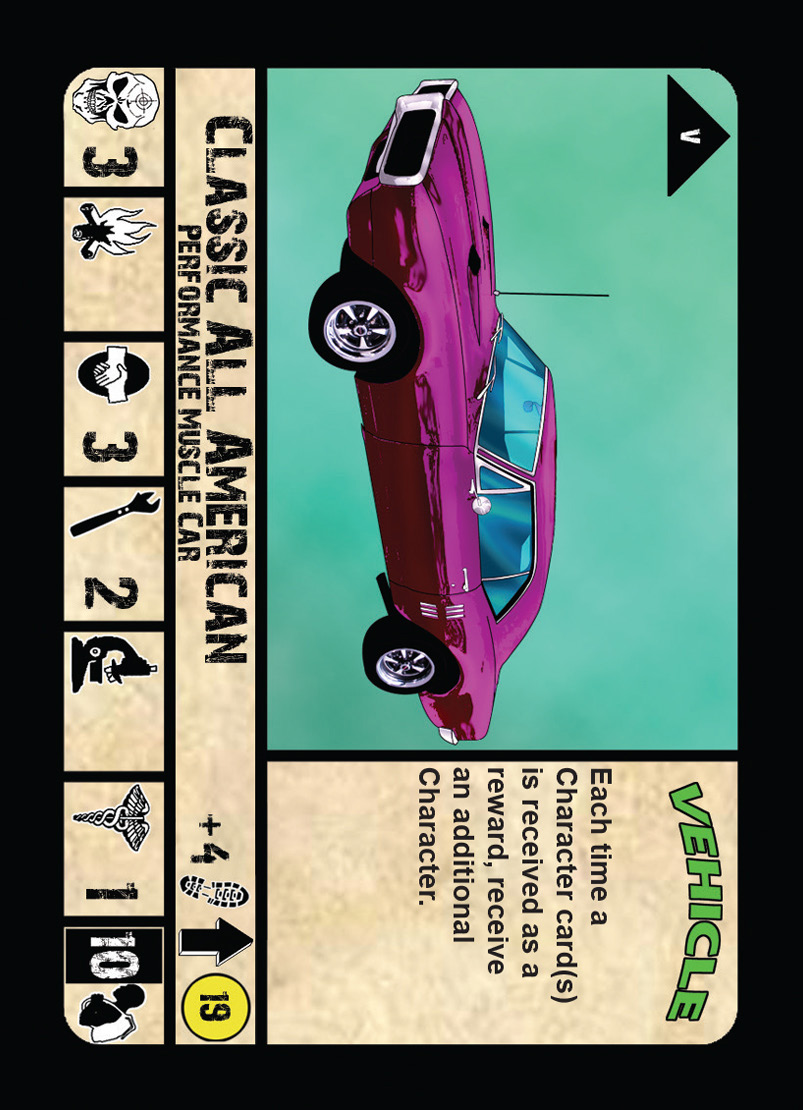 V
VEHICLE
Each time a
Character card(s)
is received as a
reward, receive
an additional
Character.
CLASSIC ALL AMERICAN
PERFORMANCE MUSCLE CAR
+4
19
3
3
2
1
10